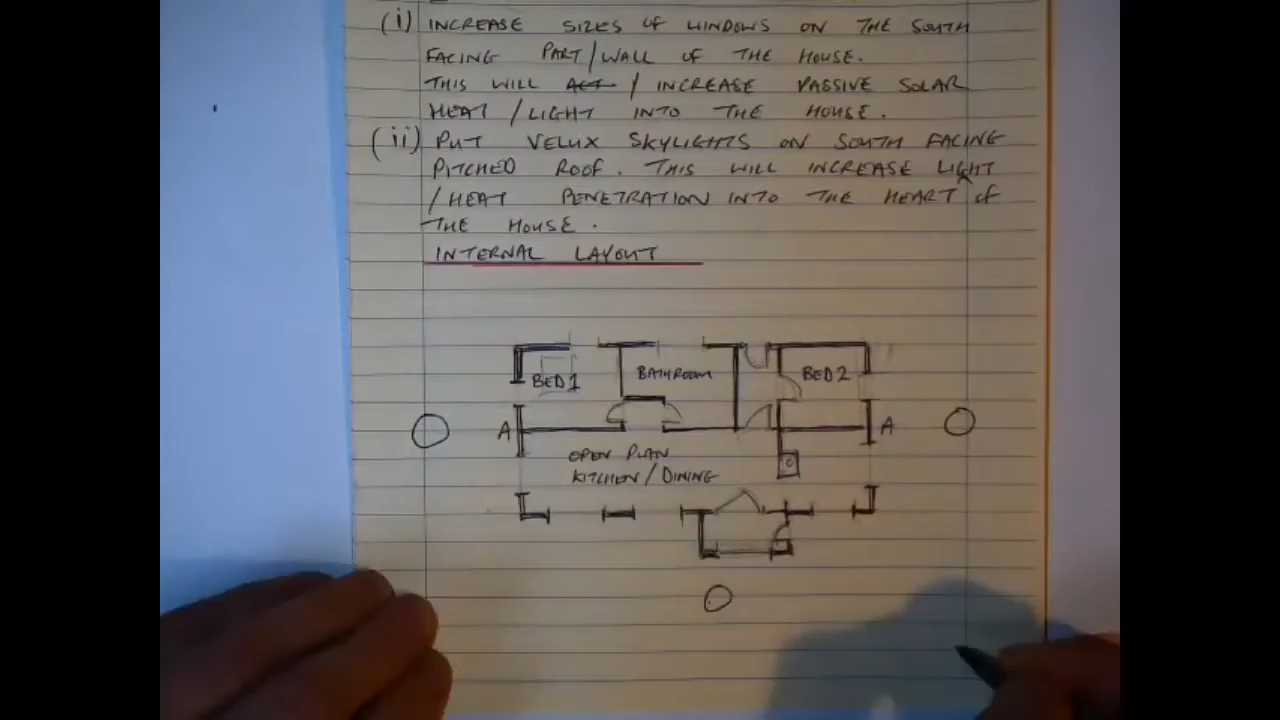 (i) INCREASE SIZES OF WINDOWS ON THE SOUTH
FACING PART/WALL OF THE HOUSE.
THIS WILL ACT / INCREASE PASSIVE SOLAR
HEAT / LIGHT INTO THE HOUSE.
(ii) PUT VELUX SKYLIGHTS ON SOUTH FACING
PITCHED ROOF. THIS WILL INCREASE LIGHT
/HEAT PENETRATION INTO THE HEART OF
THE HOUSE.
INTERNAL LAYOUT
BED 1
BATHROOM
BED 2
A
A
OPEN PLAN
KITCHEN / DINING